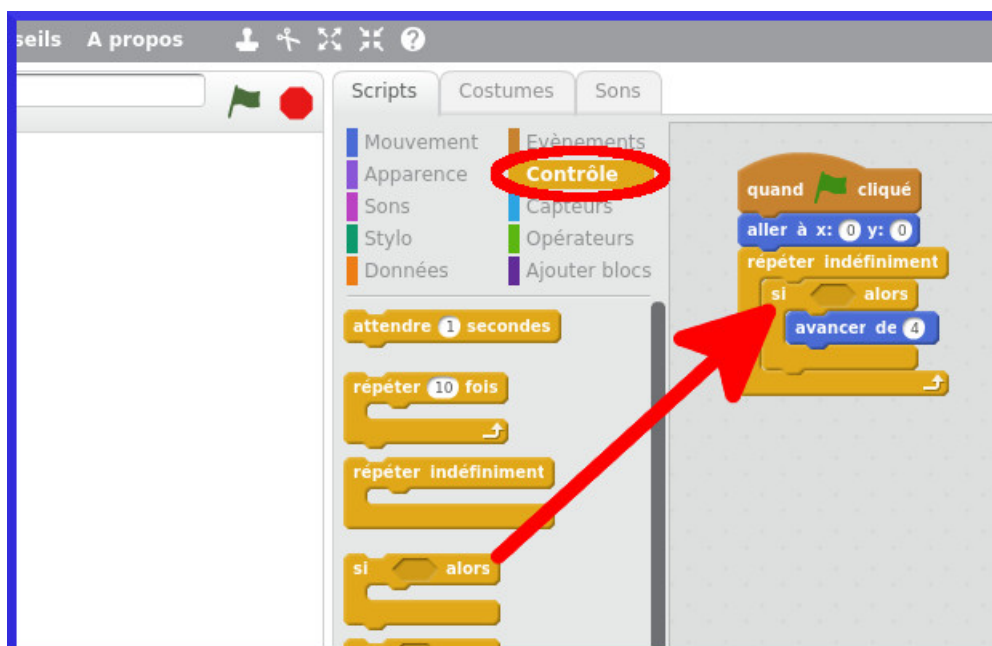 seils A propos
Scripts Costumes Sons
Mouvement Evènements
Apparence Contrôle
Sons Capteurs
Stylo Opérateurs
Données Ajouter blocs
attendre 1 secondes
répéter 10 fois
répéter indéfiniment
si alors
quand cliqué
aller à x: 0 y: 0
répéter indéfiniment
si alors
avancer de 4